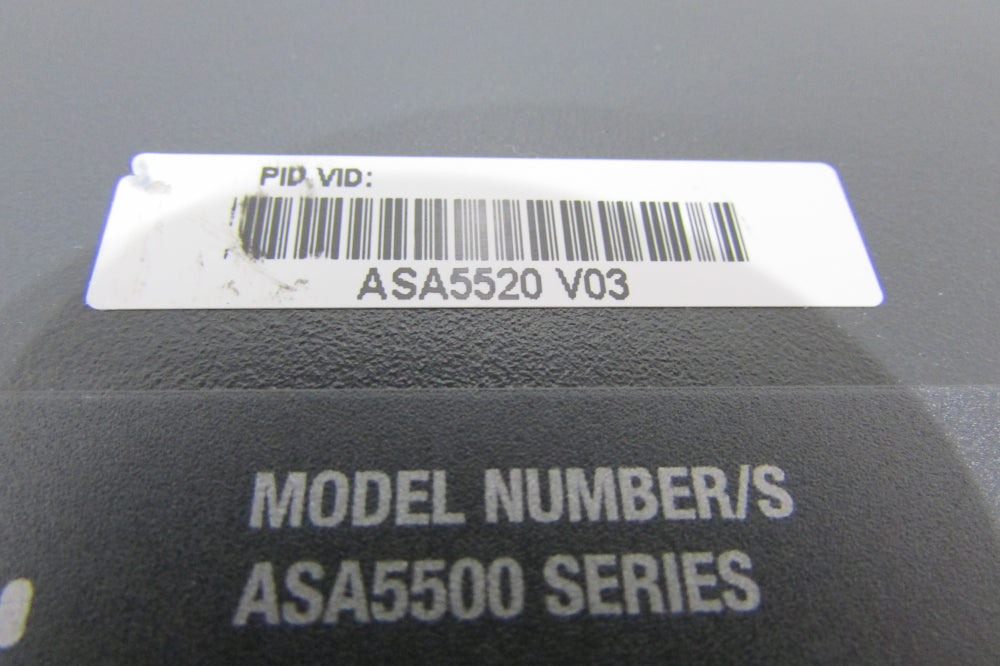 PID VID:
ASA5520 V03
MODEL NUMBER/S
ASA5500 SERIES